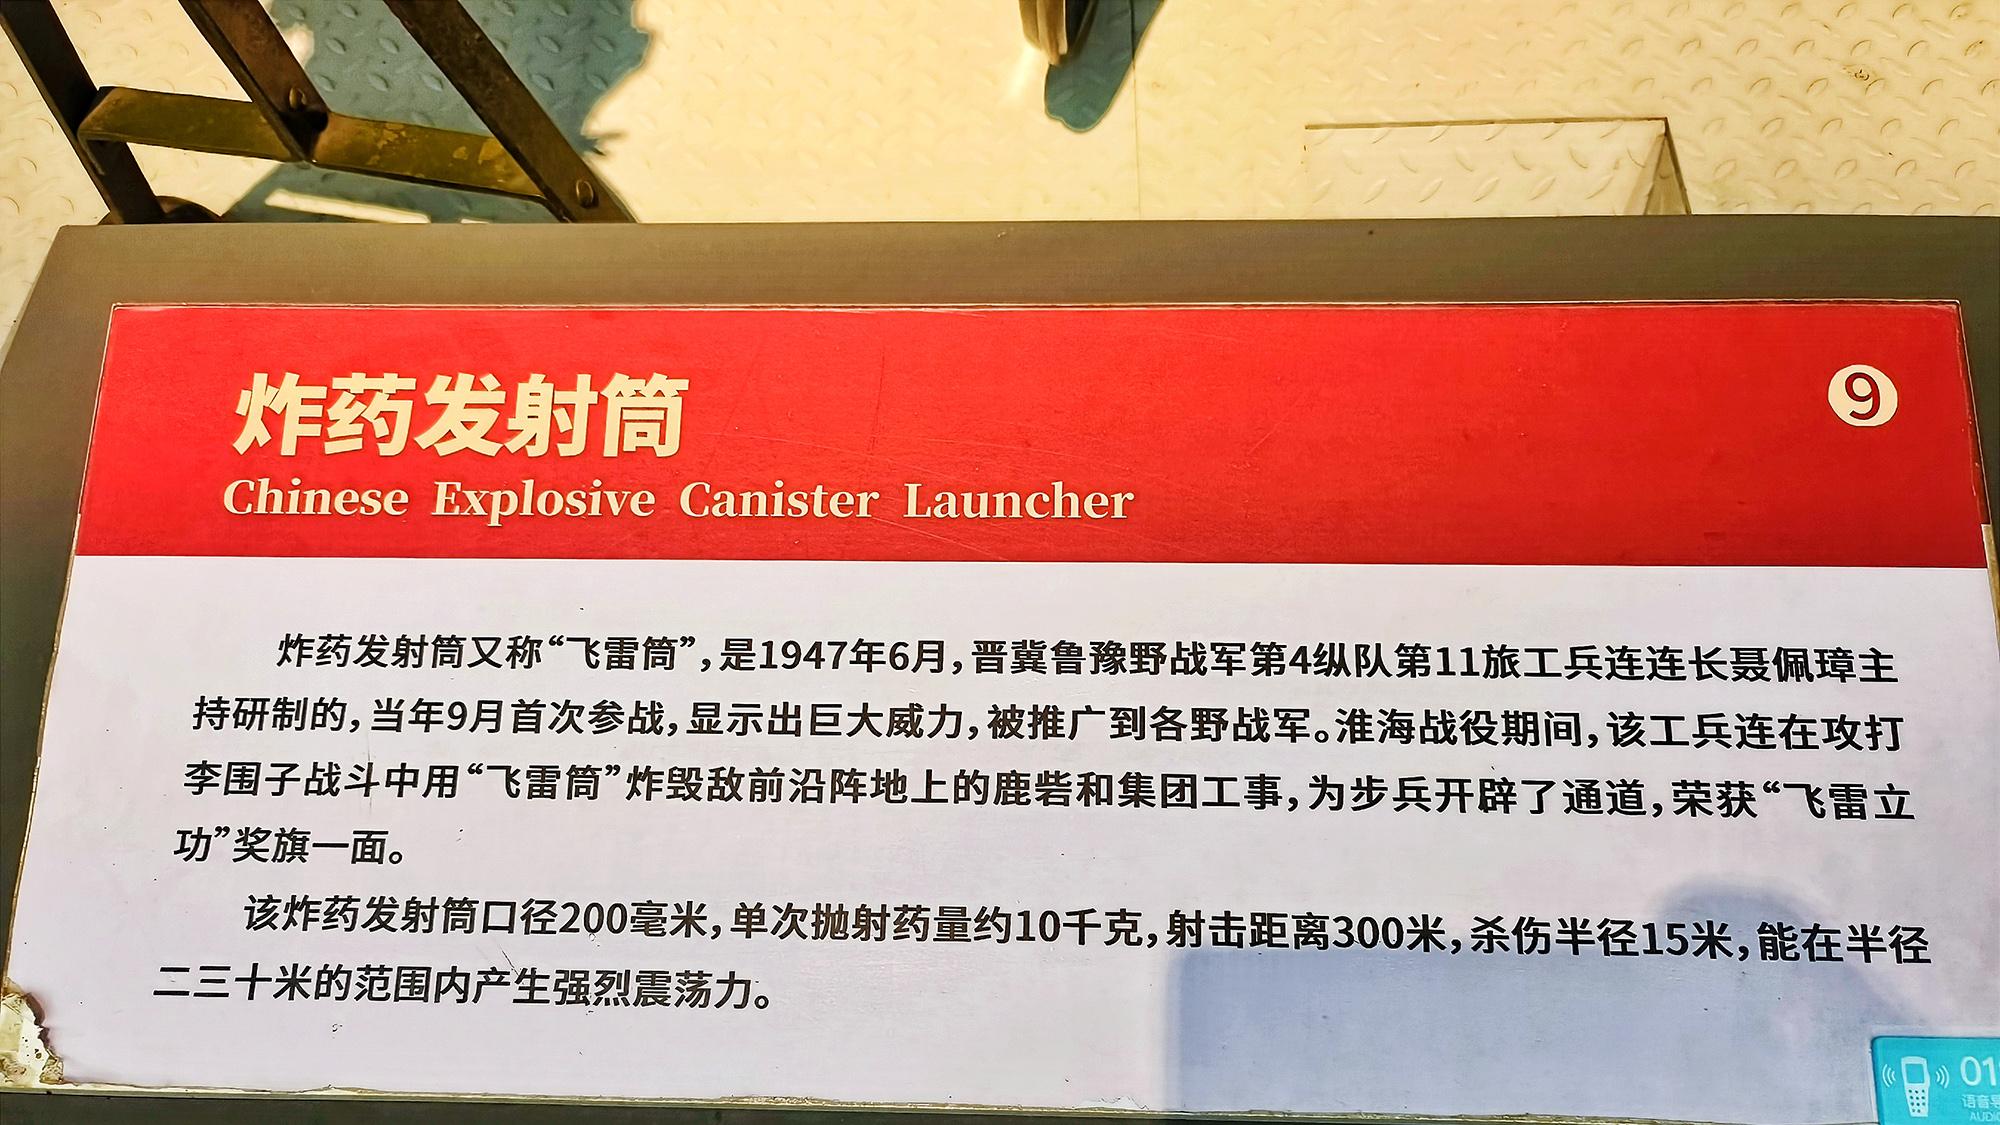 炸药发射筒
9
Chinese Explosive Canister Launcher
炸药发射筒又称“飞雷筒”，是1947年6月，晋冀鲁豫野战军第4纵队第11旅工兵连连长聂佩璋主
持研制的，当年9月首次参战，显示出巨大威力，被推广到各野战军。淮海战役期间，该工兵连在攻打
李围子战斗中用“飞雷筒”炸毁敌前沿阵地上的鹿砦和集团工事，为步兵开辟了通道，荣获“飞雷立
功”奖旗一面。
该炸药发射筒口径200毫米，单次抛射药量约10千克，射击距离300米，杀伤半径15米，能在半径
二三十米的范围内产生强烈震荡力。
01
语音